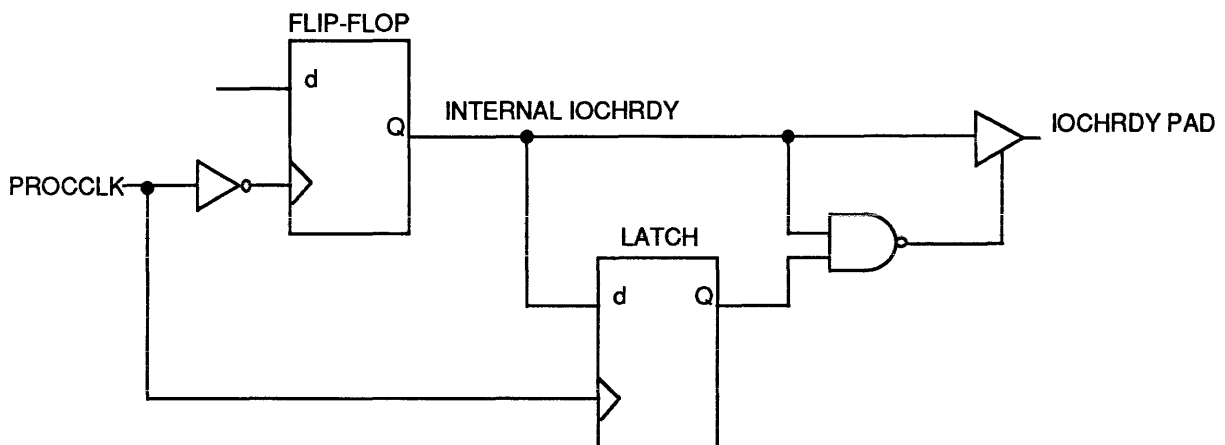 FLIP-FLOP
d
Q
INTERNAL IOCHRDY
IOCHRDY PAD
PROCCLK
LATCH
d
Q